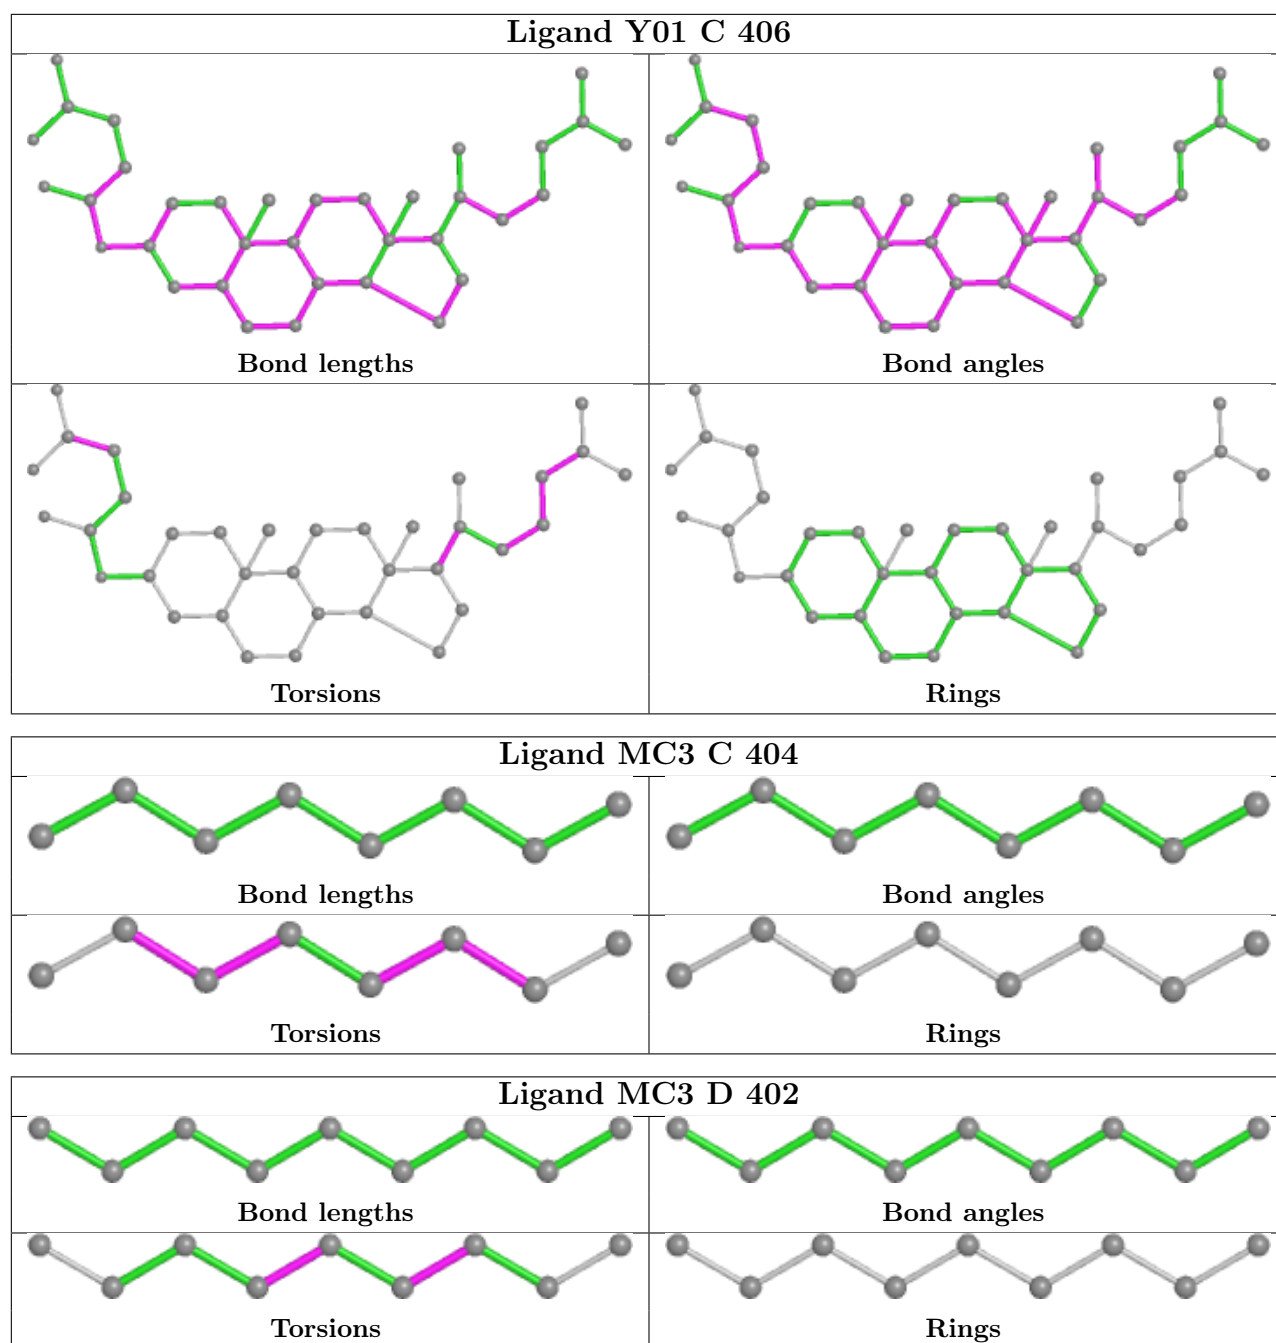 Ligand Y01 C 406
Bond lengths
Bond angles
Torsions
Rings
Ligand MC3 C 404
Bond lengths
Bond angles
Torsions
Rings
Ligand MC3 D 402
Bond lengths
Bond angles
Torsions
Rings